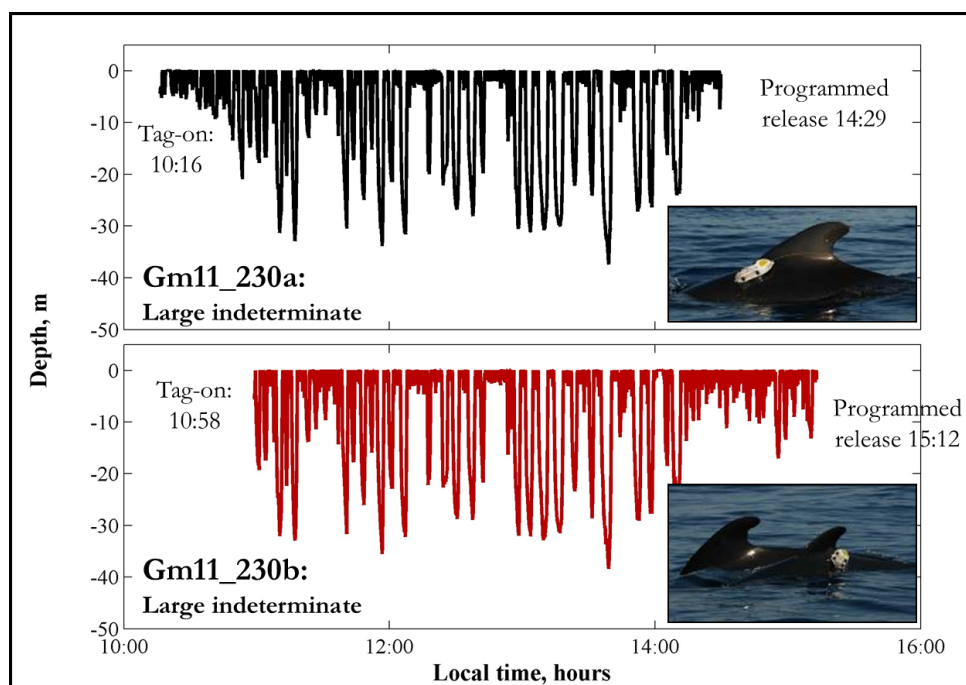 0
-10
-20
-30
-40
-50
Tag-on:
10:16
Programmed
release 14:29
Gm11_230a:
Large indeterminate
Depth, m
0
-10
-20
-30
-40
-50
Tag-on:
10:58
Programmed
release 15:12
Gm11_230b:
Large indeterminate
10:00
12:00
14:00
16:00
Local time, hours